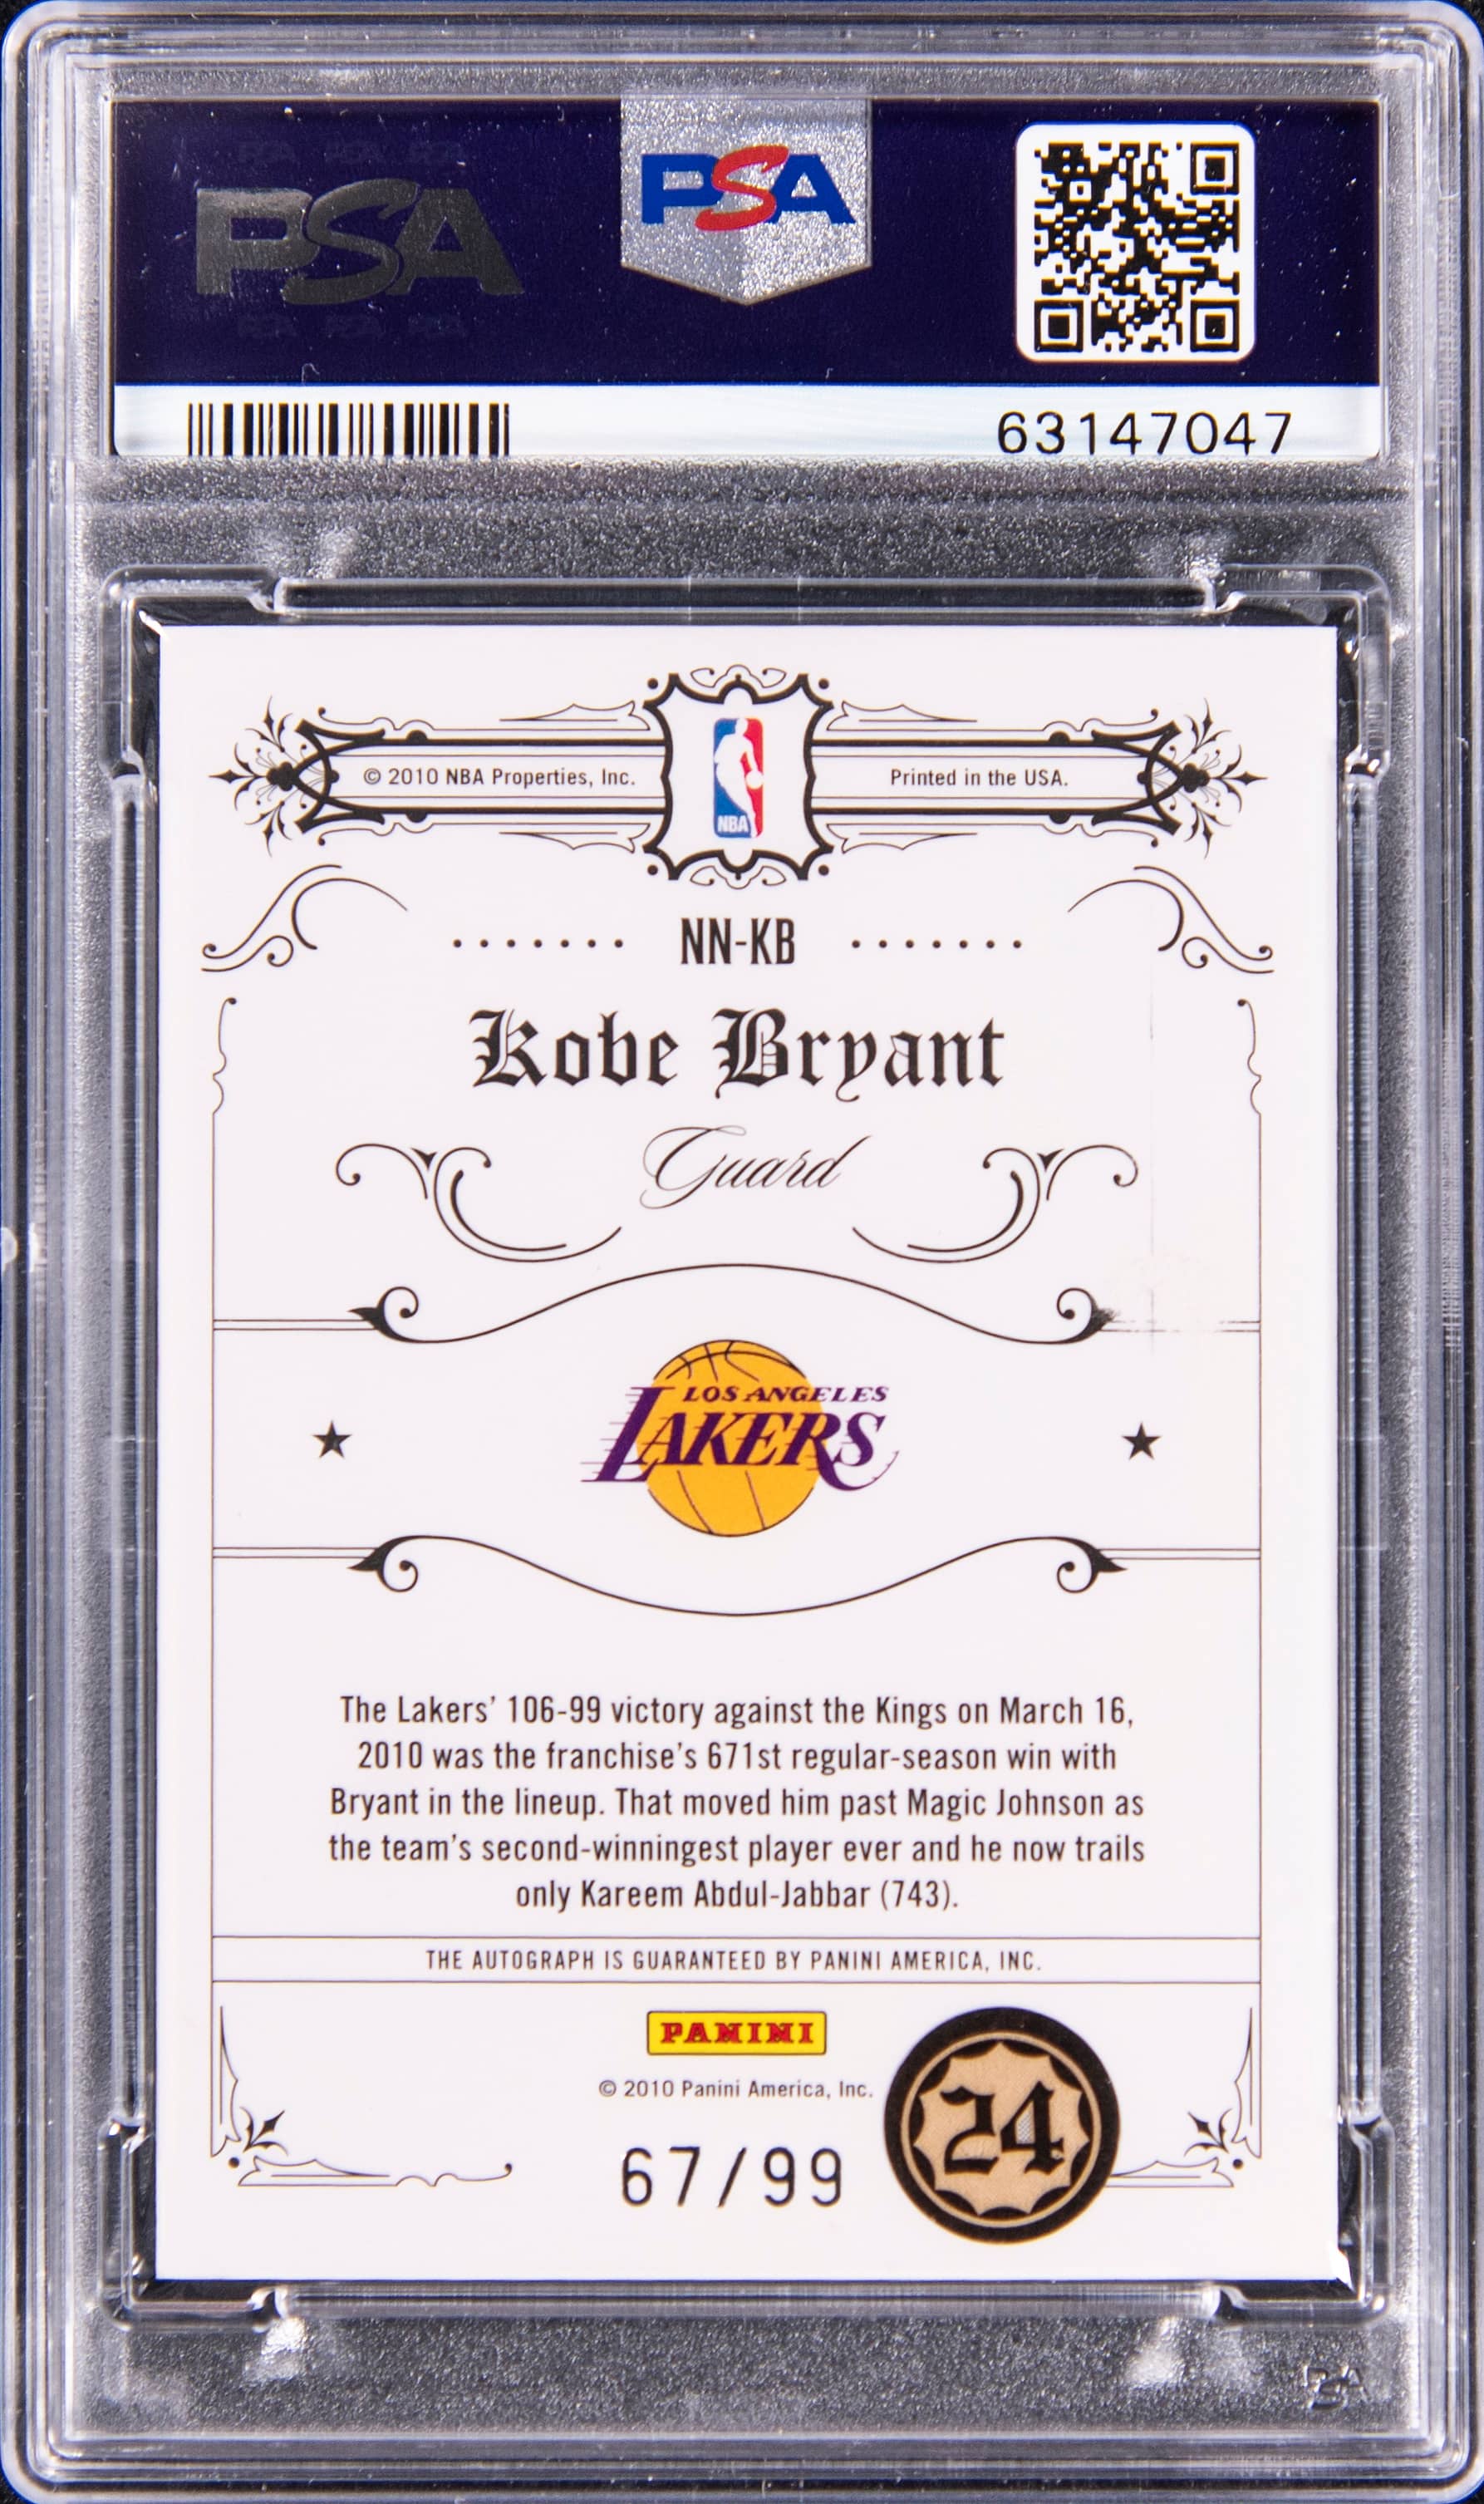 PSA
PSA
63147047
© 2010 NBA Properties, Inc.
NBA
Printed in the USA.
NN-KB
Kobe Bryant
Guard
LOS ANGELES
LAKERS
The Lakers' 106-99 victory against the Kings on March 16,
2010 was the franchise's 671st regular-season win with
Bryant in the lineup. That moved him past Magic Johnson as
the team's second-winningest player ever and he now trails
only Kareem Abdul-Jabbar (743).
THE AUTOGRAPH IS GUARANTEED BY PANINI AMERICA, INC.
PANINI
© 2010 Panini America, Inc.
67/99
24
PSA